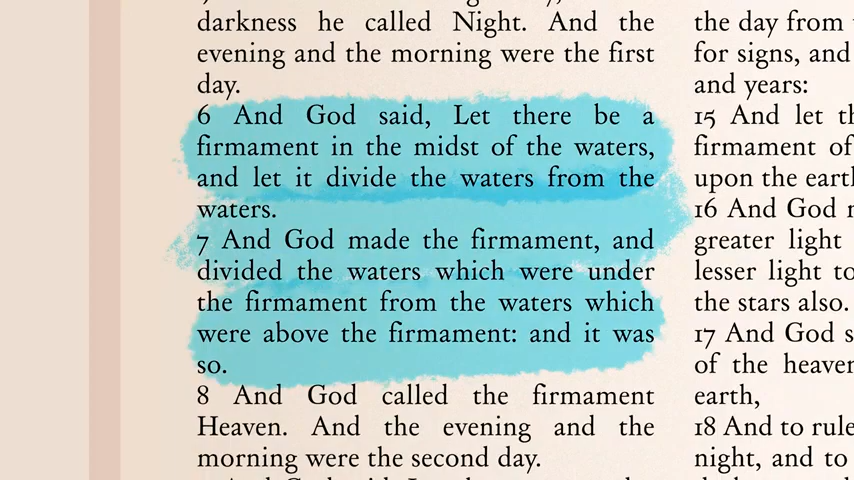 darkness he called Night. And the
evening and the morning were the first
day.
6 And God said, Let there be a
firmament in the midst of the waters,
and let it divide the waters from the
waters.
7 And God made the firmament, and
divided the waters which were under
the firmament from the waters which
were above the firmament: and it was
so.
8 And God called the firmament
Heaven. And the evening and the
morning were the second day.
the day from
for signs, and
and years:
15 And let
firmament of
upon the
16 And God
greater light
lesser light to
the stars also.
17 And God
of the
earth,
18 And to rule
night, and to